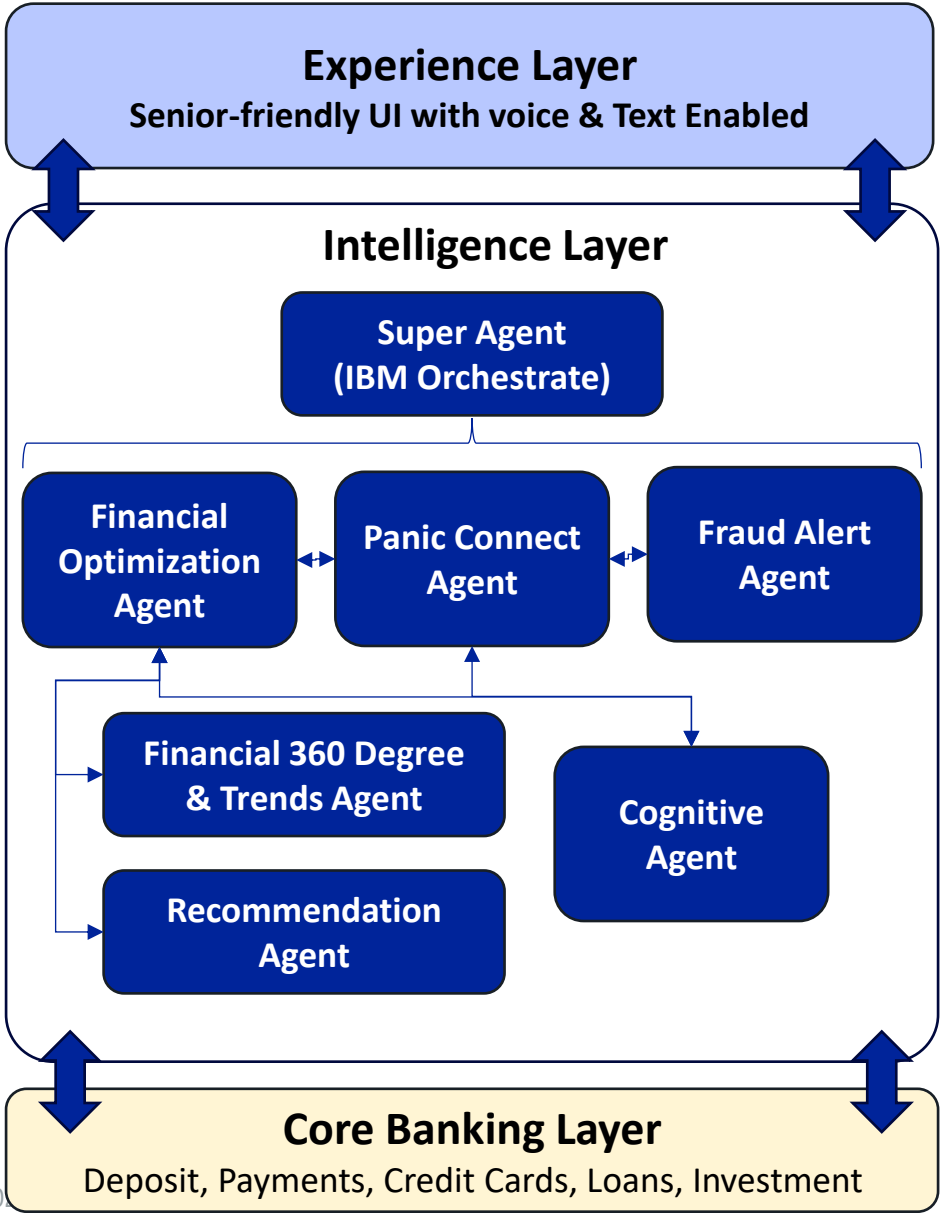 Experience Layer
Senior-friendly UI with voice & Text Enabled
Intelligence Layer
Super Agent
(IBM Orchestrate)
Financial
Optimization
Agent
Panic Connect
Agent
Fraud Alert
Agent
Financial 360 Degree
& Trends Agent
Cognitive
Agent
Recommendation
Agent
Core Banking Layer
Deposit, Payments, Credit Cards, Loans, Investment